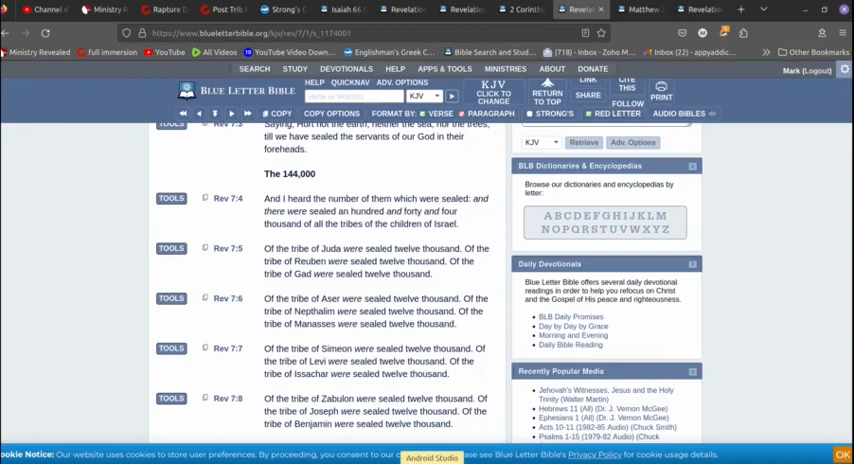 Channel d
Ministry R
Rapture D
Post Trib
Strong's G
Isaiah 66
Revelation
Revelation
2 Corinth
Revelat
Matthew
Revelation
https://www.blueletterbible.org/kjv/rev/7/1/s_1174001
Ministry Revealed
full immersion
YouTube
All Videos
YouTube Video Down...
Englishman's Greek C...
Bible Search and Stud...
(718) - Inbox - Zoho M...
Inbox (22) - appyaddic...
Other Bookmarks
SEARCH STUDY DEVOTIONALS HELP APPS & TOOLS MINISTRIES ABOUT DONATE
Mark (Logout)
BLUE LETTER BIBLE
HELP QUICKNAV ADV. OPTIONS
Verse or Word(s)
KJV
KJV
CLICK TO
CHANGE
RETURN
TO TOP
LINK
SHARE
CITE
THIS
FOLLOW
PRINT
COPY COPY OPTIONS FORMAT BY: VERSE PARAGRAPH STRONG'S RED LETTER AUDIO BIBLES
TOOLS Rev 7:3 Saying, Hurt not the earth, neither the sea, nor the trees,
till we have sealed the servants of our God in their
foreheads.
The 144,000
TOOLS Rev 7:4 And I heard the number of them which were sealed: and
there were sealed an hundred and forty and four
thousand of all the tribes of the children of Israel.
TOOLS Rev 7:5 Of the tribe of Juda were sealed twelve thousand. Of the
tribe of Reuben were sealed twelve thousand. Of the
tribe of Gad were sealed twelve thousand.
TOOLS Rev 7:6 Of the tribe of Aser were sealed twelve thousand. Of the
tribe of Nepthalim were sealed twelve thousand. Of the
tribe of Manasses were sealed twelve thousand.
TOOLS Rev 7:7 Of the tribe of Simeon were sealed twelve thousand. Of
the tribe of Levi were sealed twelve thousand. Of the
tribe of Issachar were sealed twelve thousand.
TOOLS Rev 7:8 Of the tribe of Zabulon were sealed twelve thousand. Of
the tribe of Joseph were sealed twelve thousand. Of the
tribe of Benjamin were sealed twelve thousand.
KJV Retrieve Adv. Options
BLB Dictionaries & Encyclopedias
Browse our dictionaries and encyclopedias by
letter:
A B C D E F G H I J K L M
N O P Q R S T U V W X Y Z
Daily Devotionals
Blue Letter Bible offers several daily devotional
readings in order to help you refocus on Christ
and the Gospel of His peace and righteousness.
BLB Daily Promises
Day by Day by Grace
Morning and Evening
Daily Bible Reading
Recently Popular Media
Jehovah's Witnesses, Jesus and the Holy
Trinity (Walter Martin)
Hebrews 11 (All) (Dr. J. Vernon McGee)
Ephesians 1 (All) (Dr. J. Vernon McGee)
Acts 10-11 (1982-85 Audio) (Chuck Smith)
Psalms 1-15 (1979-82 Audio) (Chuck
ookie Notice: Our website uses cookies to store user preferences. By proceeding, you consent to our c
Android Studio
ase see Blue Letter Bible's Privacy Policy for cookie usage details.
OK